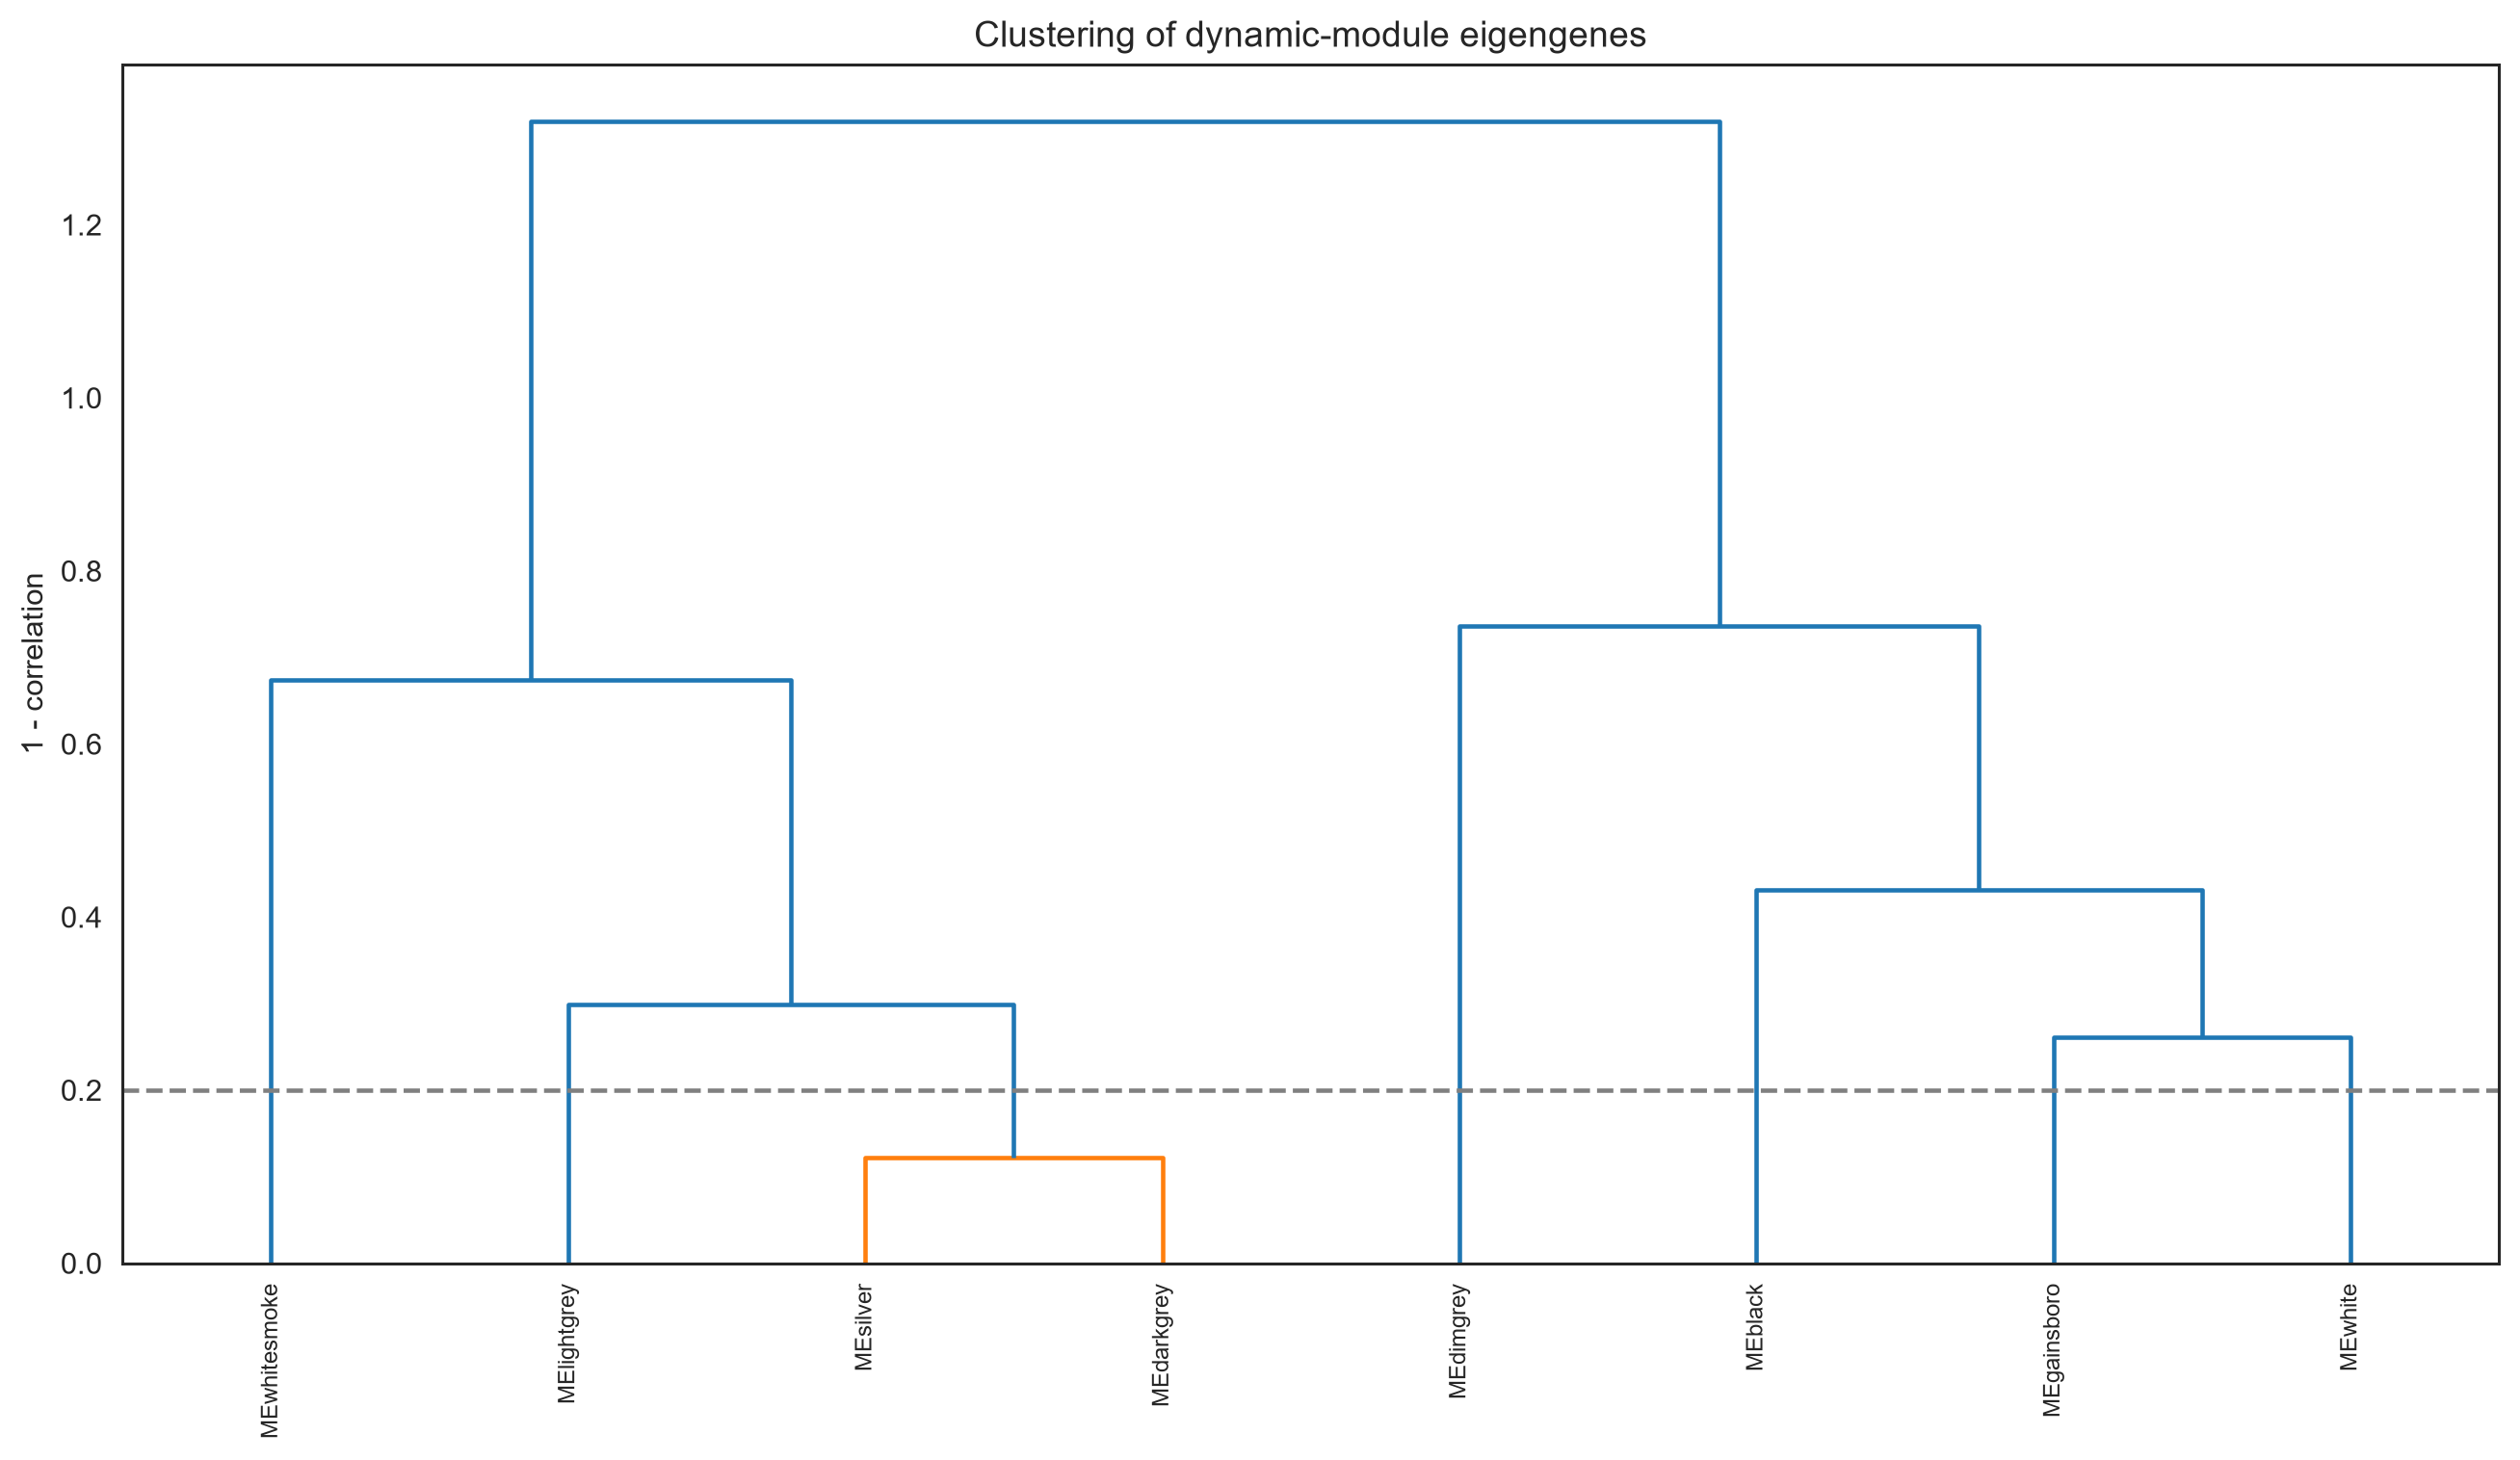 Clustering of dynamic-module eigengenes
1 - correlation
1.2
1.0
0.8
0.6
0.4
0.2
0.0
MEwhitesmoke
MElightgrey
MEsilver
MEdarkgrey
MEdimgrey
MEblack
MEgainsboro
MEwhite